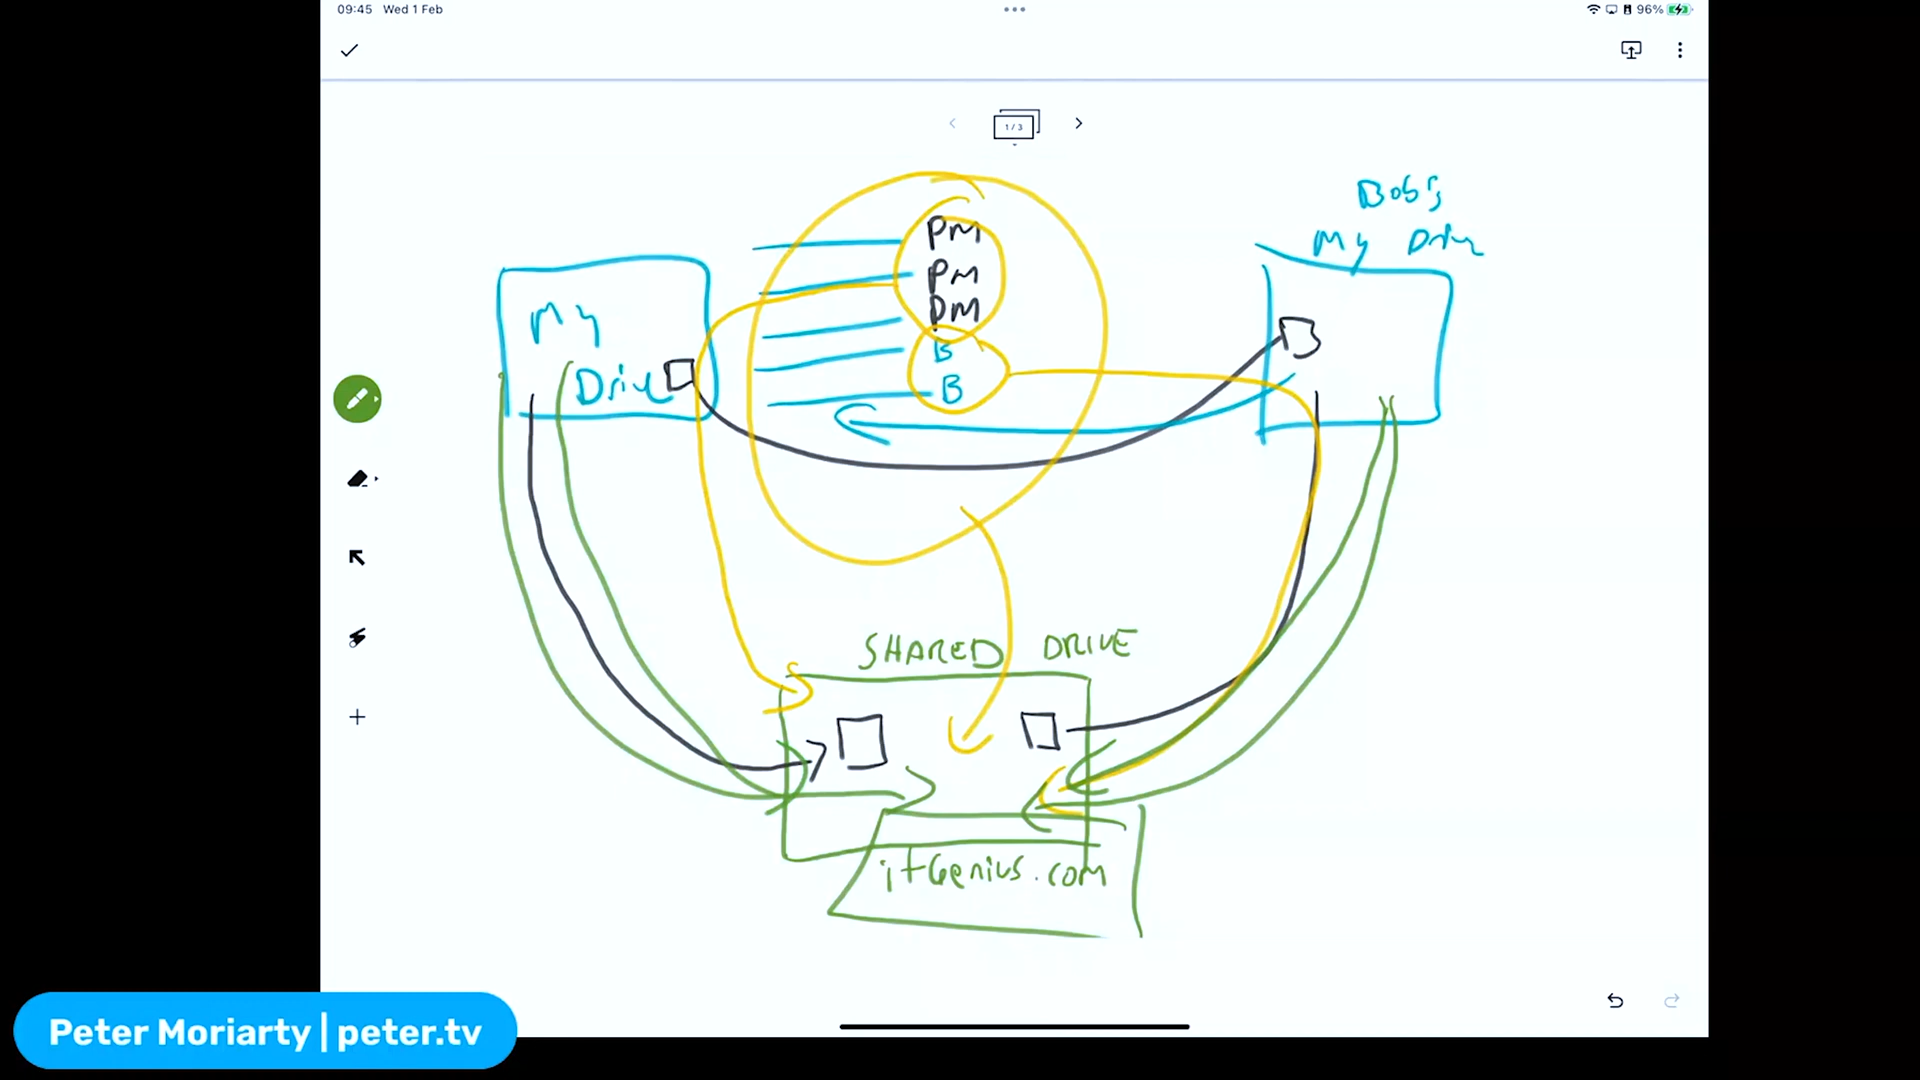 09:45 Wed 1 Feb
96%
1 / 3
Bob's
My Drive
PM
PM
PM
B
B
My
Drive
SHARED DRIVE
itGenius.com
Peter Moriarty | peter.tv